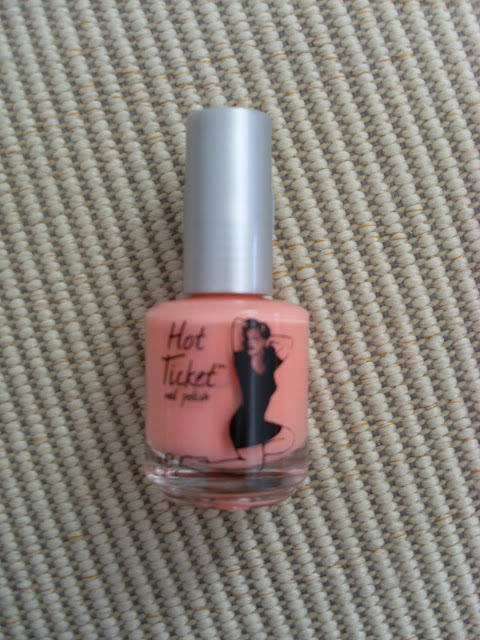 Hot
Ticket™
nail polish